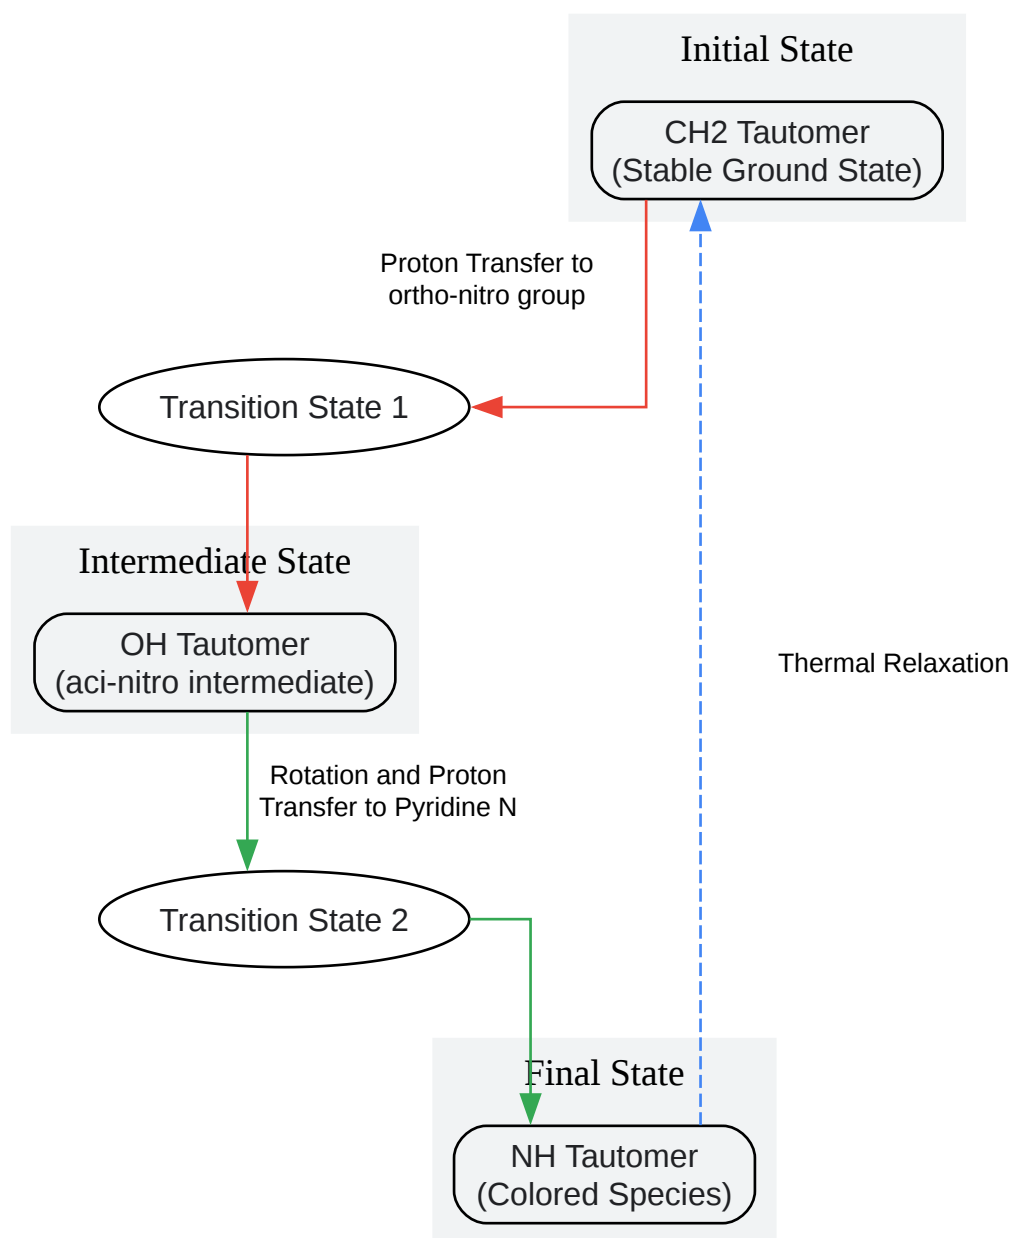 Initial State
CH2 Tautomer
(Stable Ground State)
Proton Transfer to
ortho-nitro group
Transition State 1
Intermediate State
OH Tautomer
(aci-nitro intermediate)
Thermal Relaxation
Rotation and Proton
Transfer to Pyridine N
Transition State 2
Final State
NH Tautomer
(Colored Species)